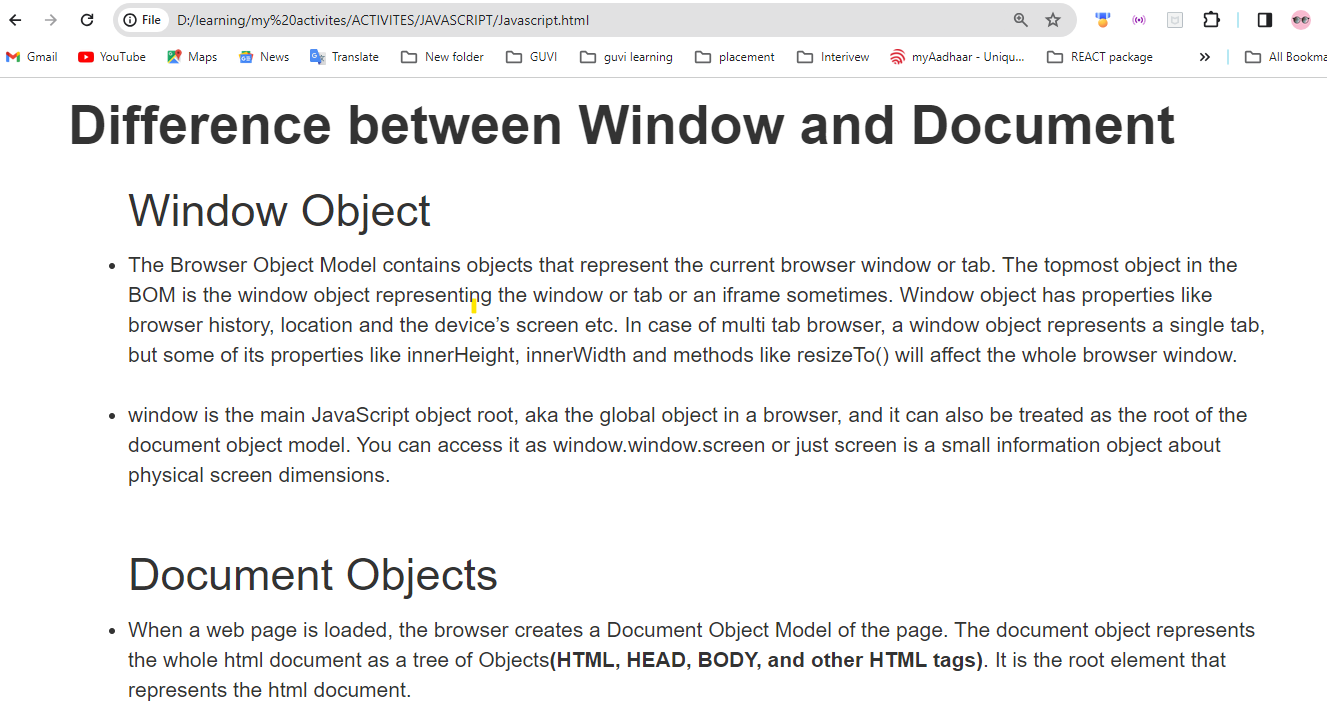 File D:/learning/my%20activites/ACTIVITES/JAVASCRIPT/Javascript.html
Gmail YouTube Maps News Translate New folder GUVI guvi learning placement Interivew myAadhaar - Uniqu... REACT package » All Bookma
Difference between Window and Document
Window Object
• The Browser Object Model contains objects that represent the current browser window or tab. The topmost object in the
BOM is the window object representing the window or tab or an iframe sometimes. Window object has properties like
browser history, location and the device’s screen etc. In case of multi tab browser, a window object represents a single tab,
but some of its properties like innerHeight, innerWidth and methods like resizeTo() will affect the whole browser window.
• window is the main JavaScript object root, aka the global object in a browser, and it can also be treated as the root of the
document object model. You can access it as window.window.screen or just screen is a small information object about
physical screen dimensions.
Document Objects
• When a web page is loaded, the browser creates a Document Object Model of the page. The document object represents
the whole html document as a tree of Objects(HTML, HEAD, BODY, and other HTML tags). It is the root element that
represents the html document.